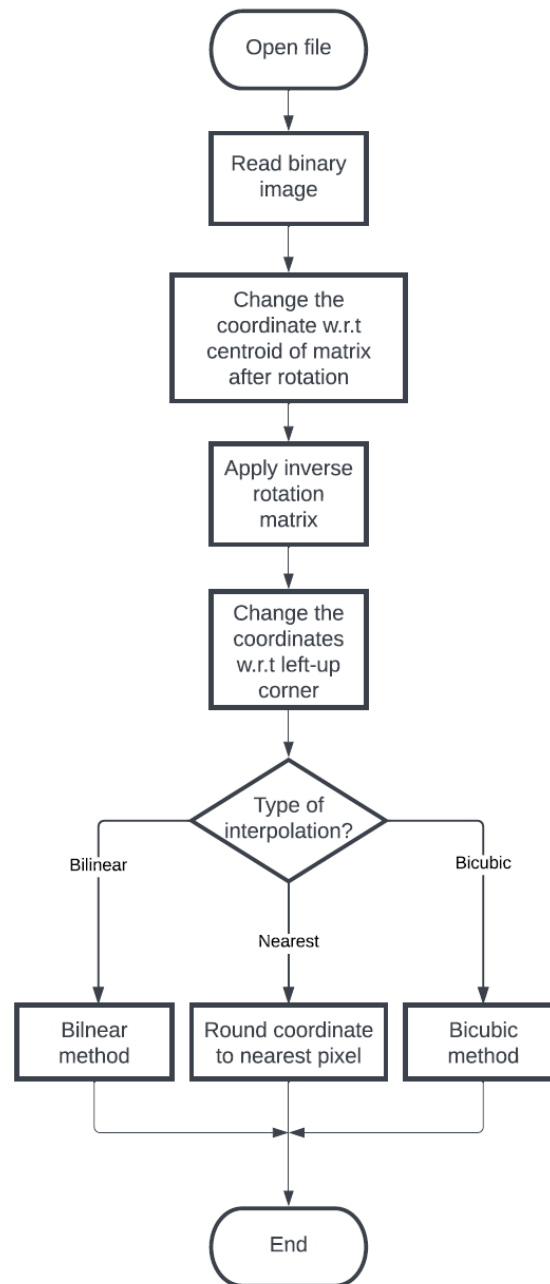 Open file
Read binary
image
Change the
coordinate w.r.t
centroid of matrix
after rotation
Apply inverse
rotation
matrix
Change the
coordinates
w.r.t left-up
corner
Type of
interpolation?
Bilinear
Bicubic
Nearest
Bilnear
method
Round coordinate
to nearest pixel
Bicubic
method
End